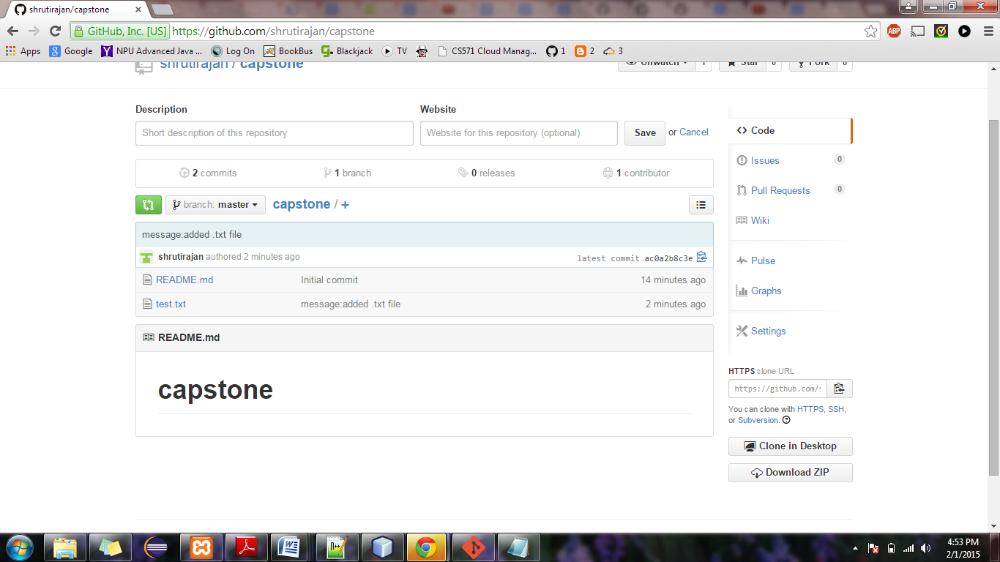 shrutirajan/capstone
GitHub, Inc. [US] https://github.com/shrutirajan/capstone
ABP
Apps Google NPU Advanced Java ... Log On BookBus Blackjack TV CS571 Cloud Manag... 1 2 3
shrutirajan / capstone Unwatch 1 Star 0 Fork 0
Description Website
Short description of this repository Website for this repository (optional) Save or Cancel
2 commits 1 branch 0 releases 1 contributor
branch: master capstone / +
message:added .txt file
shrutirajan authored 2 minutes ago latest commit ac0a2b8c3e
README.md Initial commit 14 minutes ago
test.txt message:added .txt file 2 minutes ago
README.md
capstone
Code
Issues 0
Pull Requests 0
Wiki
Pulse
Graphs
Settings
HTTPS clone URL
https://github.com/s
You can clone with HTTPS, SSH,
or Subversion.
Clone in Desktop
Download ZIP
4:53 PM
2/1/2015